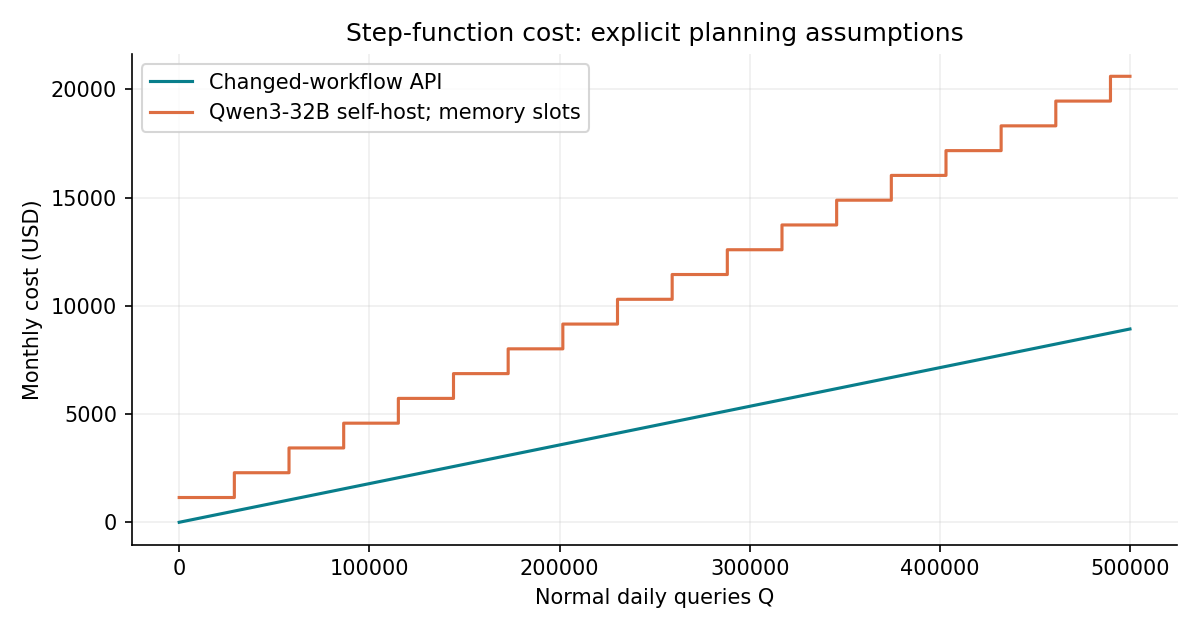 Step-function cost: explicit planning assumptions
Changed-workflow API
Qwen3-32B self-host; memory slots
Monthly cost (USD)
20000
15000
10000
5000
0
0 100000 200000 300000 400000 500000
Normal daily queries Q